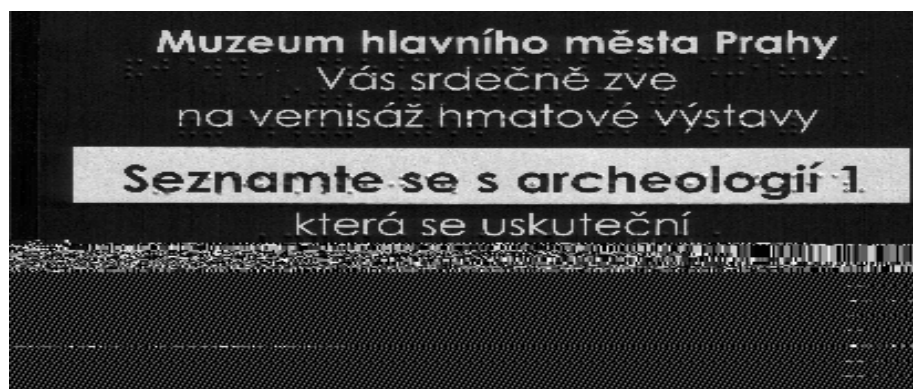 Muzeum hlavního města Prahy
Vás srdečně zve
na vernisáž hmatové výstavy
Seznamte se s archeologií 1
která se uskuteční